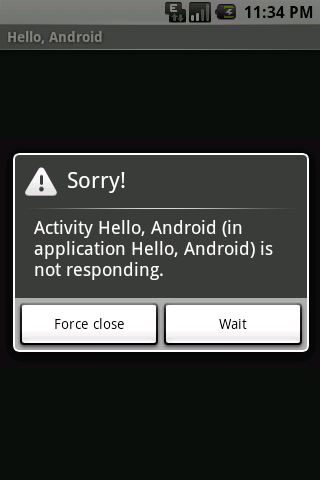 11:34 PM
Hello, Android
Sorry!
Activity Hello, Android (in
application Hello, Android) is
not responding.
Force close
Wait